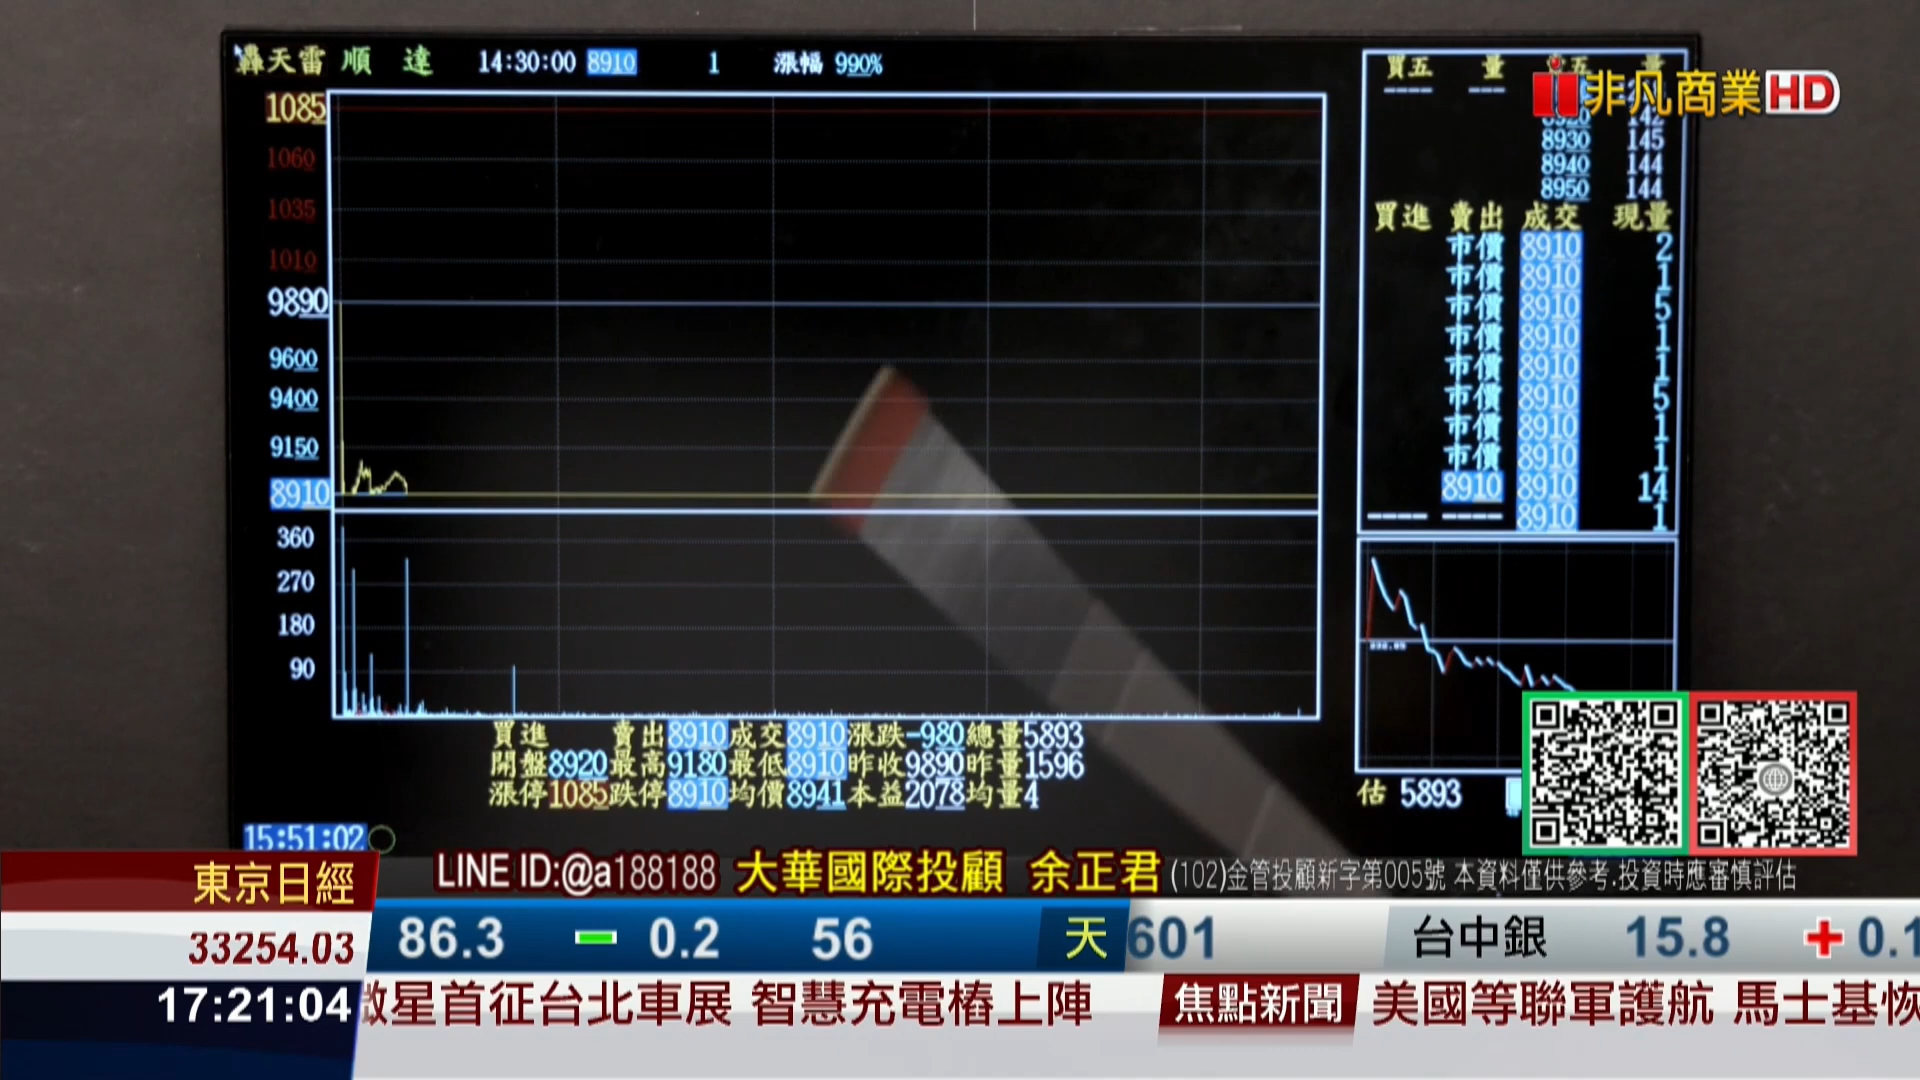 轟天雷 順 達 14:30:00 8910 1 漲幅 990%
1085
1060
1035
1010
9890
9600
9400
9150
8910
360
270
180
90
買五 量 五 量
---- ---
8920 142
8930 145
8940 144
8950 144
買進 賣出 成交 現量
市價 8910 2
市價 8910 1
市價 8910 5
市價 8910 1
市價 8910 1
市價 8910 5
市價 8910 1
市價 8910 1
8910 8910 14
---- ---- 8910 1
買進 賣出8910成交8910漲跌-980總量5893
開盤8920最高9180最低8910昨收9890昨量1596
漲停1085跌停8910均價8941本益2078均量4
估 5893
15:51:02
非凡商業HD
LINE ID:@a188188 大華國際投顧 余正君 (102)金管投顧新字第005號 本資料僅供參考.投資時應審慎評估
東京日經
33254.03
86.3 0.2 56 天 601 台中銀 15.8 + 0.1
17:21:04
微星首征台北車展 智慧充電樁上陣 焦點新聞 美國等聯軍護航 馬士基恢